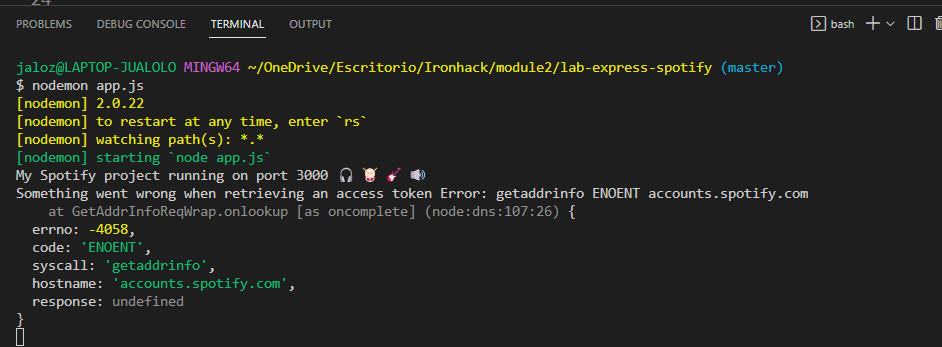 24
PROBLEMS DEBUG CONSOLE TERMINAL OUTPUT bash
jaloz@LAPTOP-JUALOLO MINGW64 ~/OneDrive/Escritorio/Ironhack/module2/lab-express-spotify (master)
$ nodemon app.js
[nodemon] 2.0.22
[nodemon] to restart at any time, enter `rs`
[nodemon] watching path(s): *.*
[nodemon] starting `node app.js`
My Spotify project running on port 3000 🎧 🥁 🎸 🔊
Something went wrong when retrieving an access token Error: getaddrinfo ENOENT accounts.spotify.com
    at GetAddrInfoReqWrap.onlookup [as oncomplete] (node:dns:107:26) {
  errno: -4058,
  code: 'ENOENT',
  syscall: 'getaddrinfo',
  hostname: 'accounts.spotify.com',
  response: undefined
}